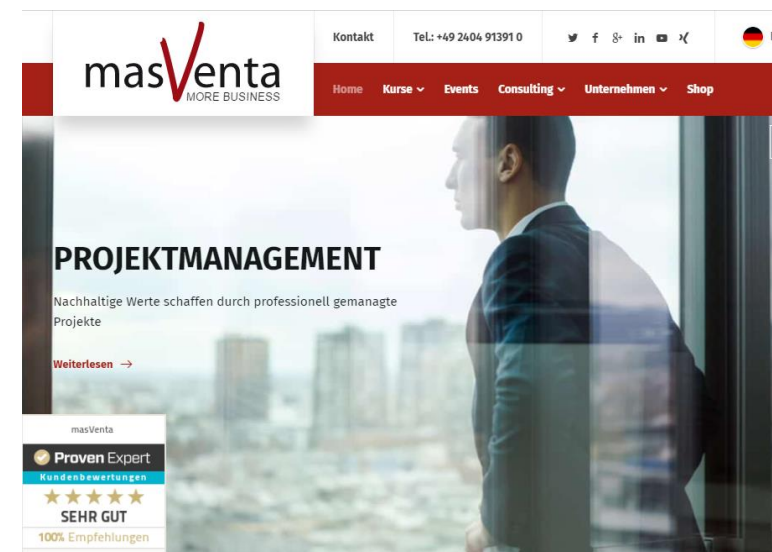 Kontakt
Tel.: +49 2404 91391 0
masVenta
MORE BUSINESS
Home Kurse Events Consulting Unternehmen Shop
PROJEKTMANAGEMENT
Nachhaltige Werte schaffen durch professionell gemanagte
Projekte
Weiterlesen →
masVenta
Proven Expert
Kundenbewertungen
SEHR GUT
100% Empfehlungen